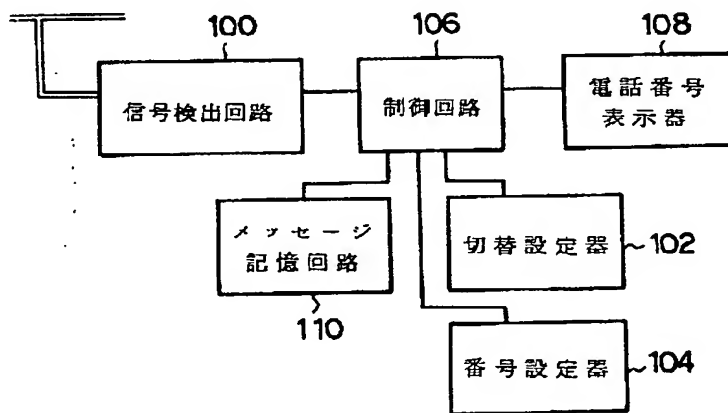 100
106
108
信号検出回路
制御回路
電話番号
表示器
メッセージ
記憶回路
110
切替設定器
102
番号設定器
104